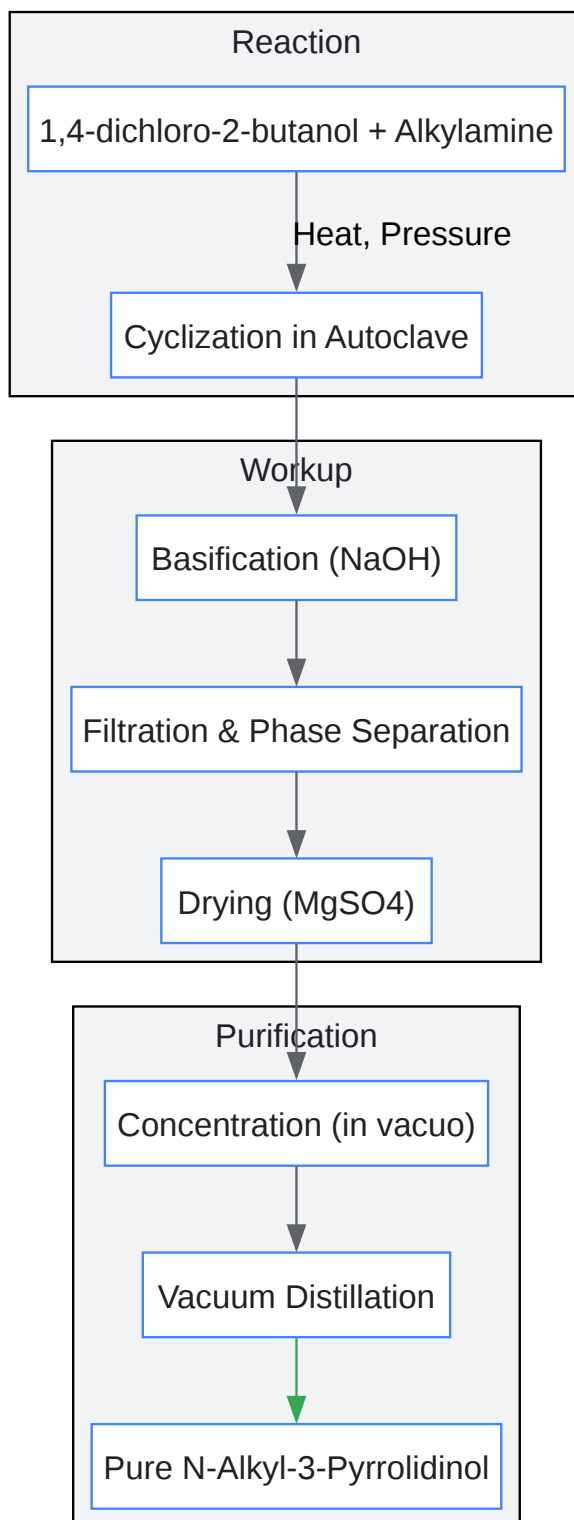 Reaction
1,4-dichloro-2-butanol + Alkylamine
Heat, Pressure
Cyclization in Autoclave
Workup
Basification (NaOH)
Filtration & Phase Separation
Drying (MgSO4)
Purification
Concentration (in vacuo)
Vacuum Distillation
Pure N-Alkyl-3-Pyrrolidinol